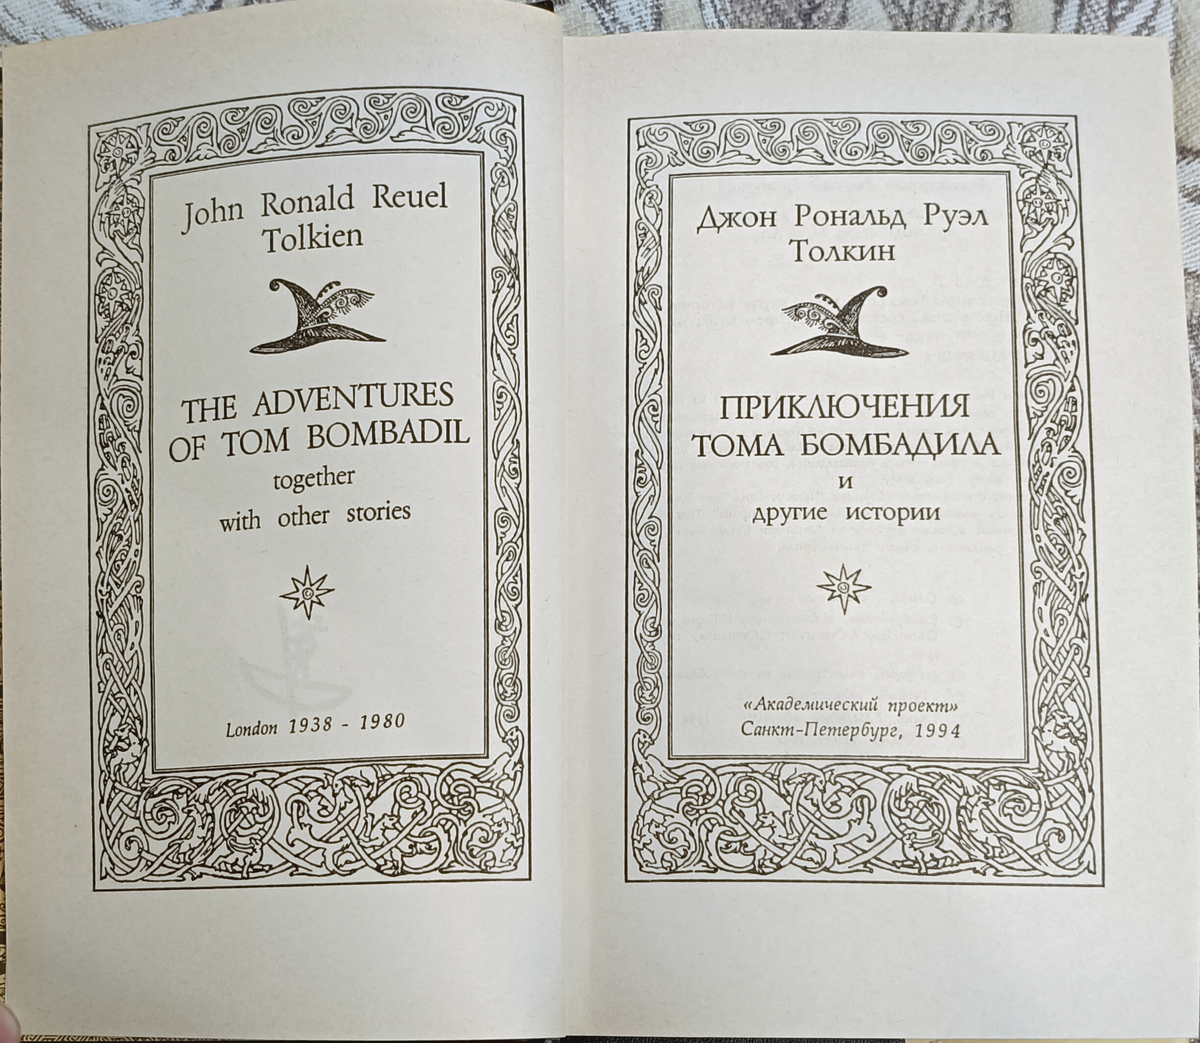 John Ronald Reuel
Tolkien
THE ADVENTURES
OF TOM BOMBADIL
together
with other stories
London 1938 - 1980
Джон Рональд Руэл
Толкин
ПРИКЛЮЧЕНИЯ
ТОМА БОМБАДИЛА
и
другие истории
«Академический проект»
Санкт-Петербург, 1994